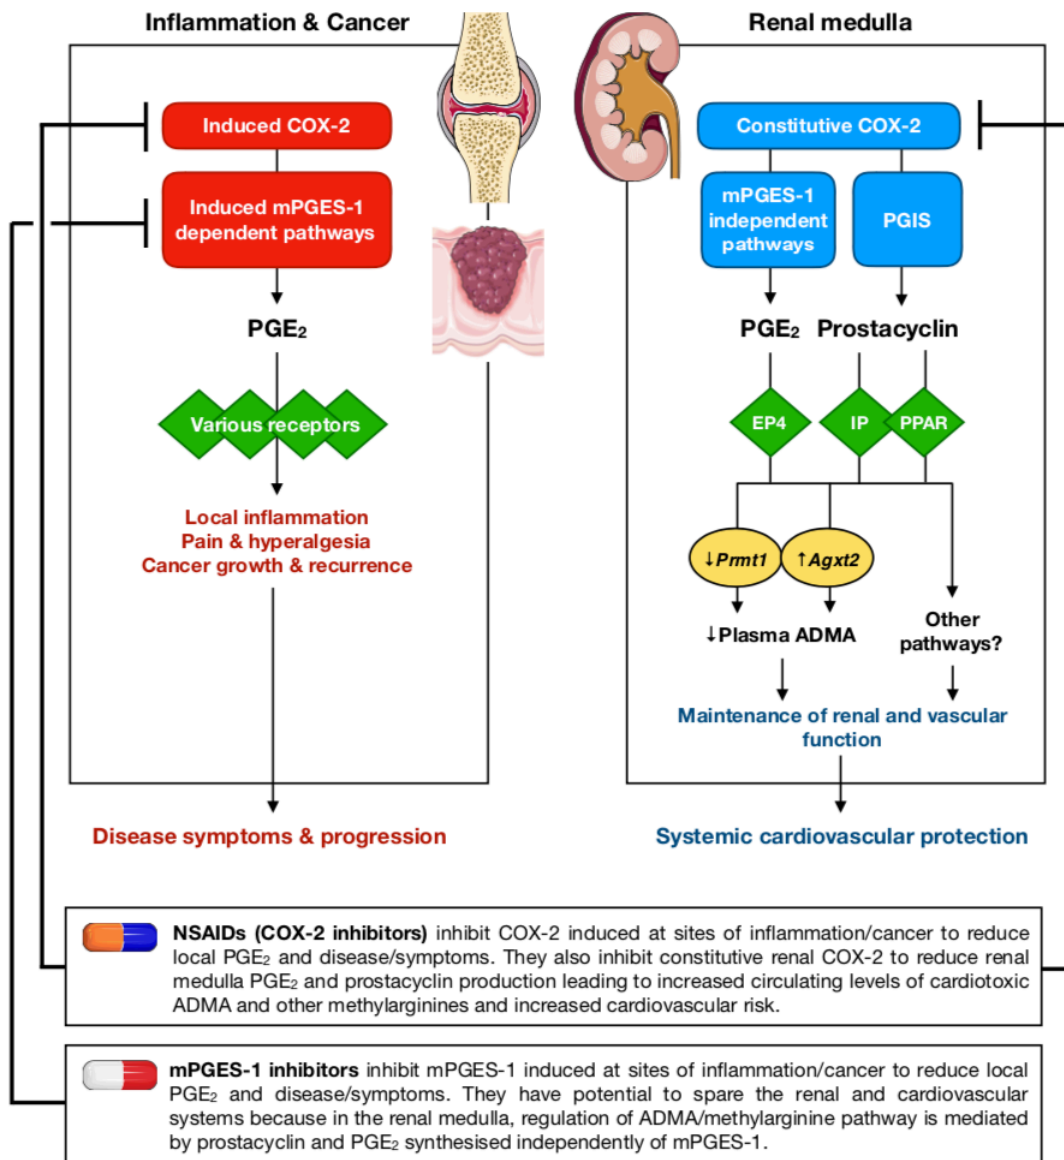 Inflammation & Cancer
Induced COX-2
Induced mPGES-1
dependent pathways
PGE₂
Various receptors
Local inflammation
Pain & hyperalgesia
Cancer growth & recurrence
Disease symptoms & progression
Renal medulla
Constitutive COX-2
mPGES-1
independent
pathways
PGIS
PGE₂
Prostacyclin
EP4
IP
PPAR
↓Prmt1
↑Agxt2
↓Plasma ADMA
Other
pathways?
Maintenance of renal and vascular
function
Systemic cardiovascular protection
NSAIDs (COX-2 inhibitors) inhibit COX-2 induced at sites of inflammation/cancer to reduce
local PGE₂ and disease/symptoms. They also inhibit constitutive renal COX-2 to reduce renal
medulla PGE₂ and prostacyclin production leading to increased circulating levels of cardiotoxic
ADMA and other methylarginines and increased cardiovascular risk.
mPGES-1 inhibitors inhibit mPGES-1 induced at sites of inflammation/cancer to reduce local
PGE₂ and disease/symptoms. They have potential to spare the renal and cardiovascular
systems because in the renal medulla, regulation of ADMA/methylarginine pathway is mediated
by prostacyclin and PGE₂ synthesised independently of mPGES-1.